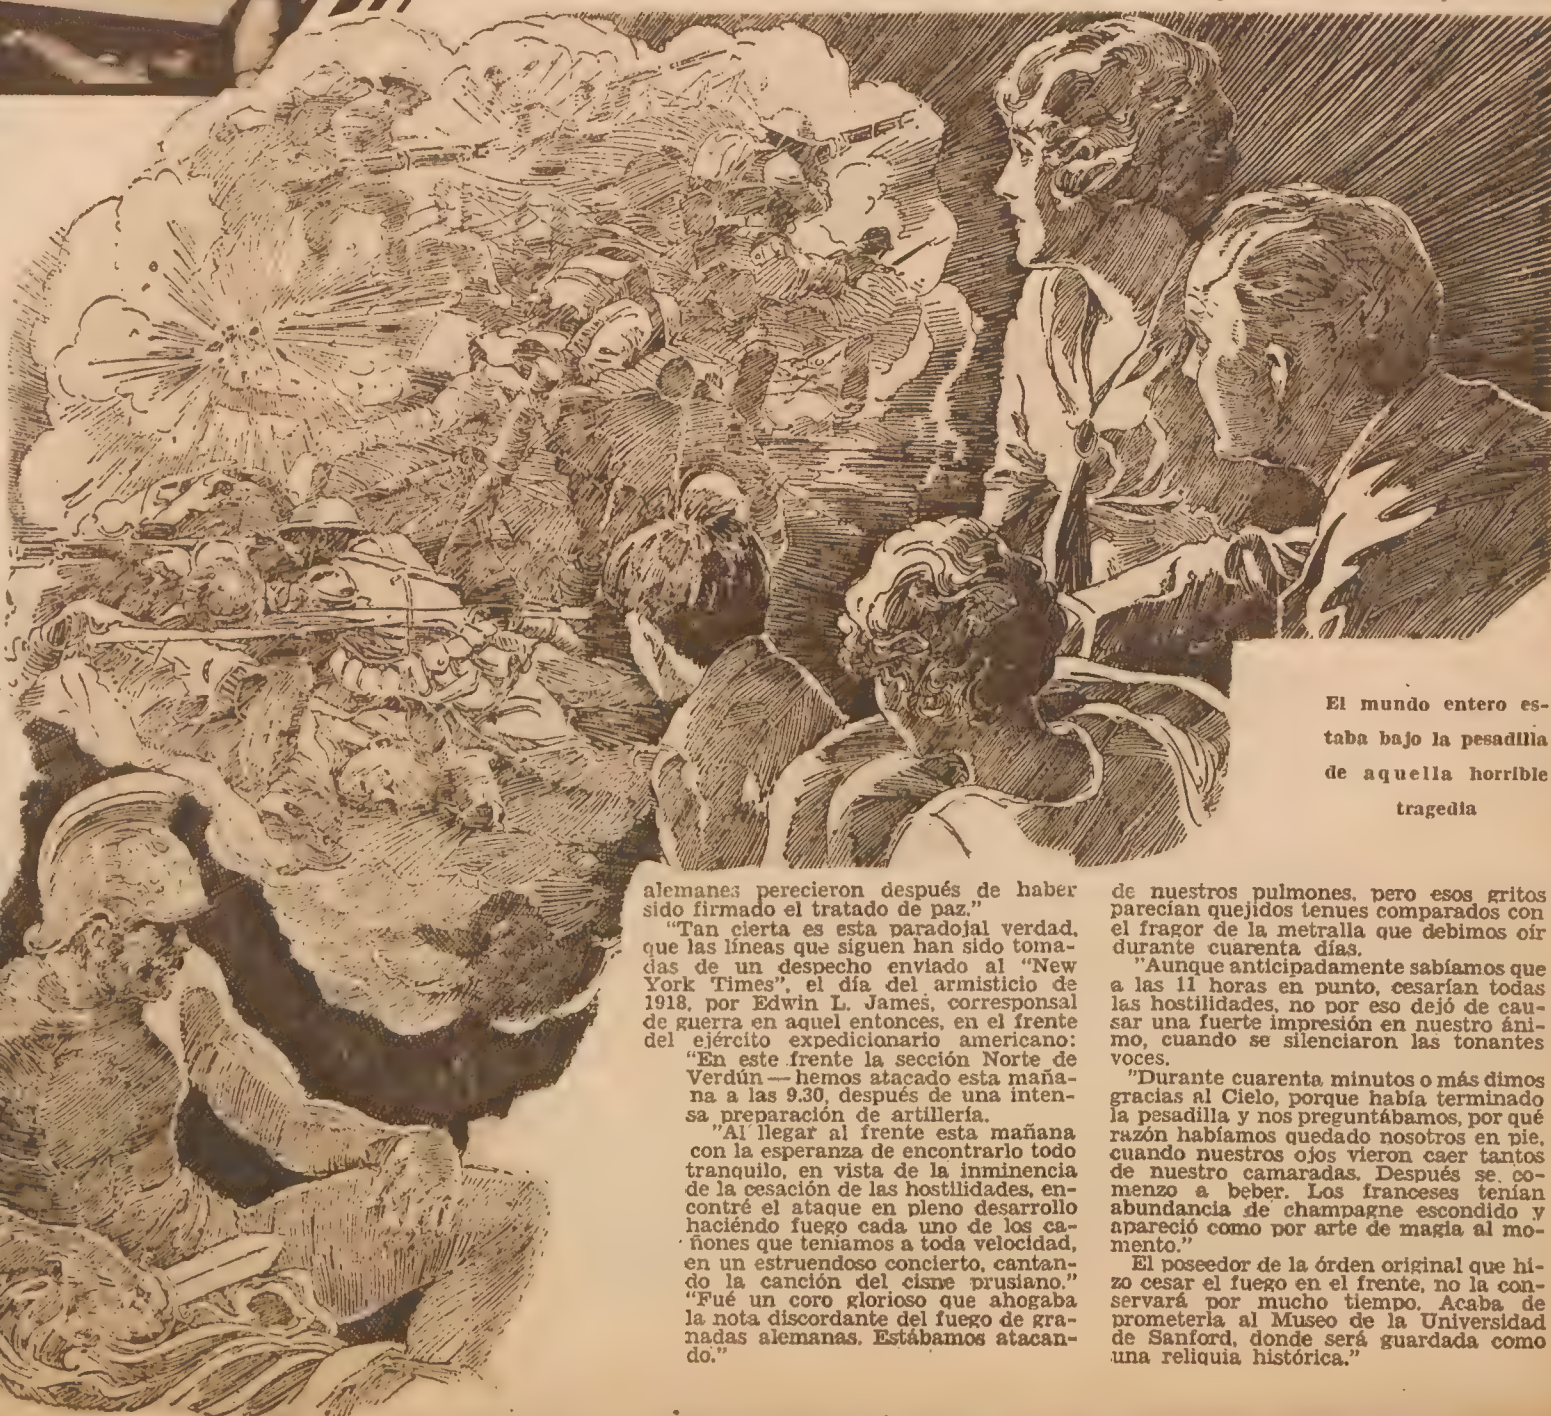 El mundo entero es-
taba bajo la pesadilla
de aquella horrible
tragedia
alemanes perecieron después de haber
sido firmado el tratado de paz."
"Tan cierta es esta paradojal verdad,
que las líneas que siguen han sido toma-
das de un despecho enviado al "New
York Times", el día del armisticio de
1918, por Edwin L. James, corresponsal
de guerra en aquel entonces, en el frente
del ejército expedicionario americano:
"En este frente la sección Norte de
Verdún — hemos atacado esta maña-
na a las 9.30, después de una inten-
sa preparación de artillería.
"Al llegar al frente esta mañana
con la esperanza de encontrarlo todo
tranquilo, en vista de la inminencia
de la cesación de las hostilidades, en-
contré el ataque en pleno desarrollo
haciéndo fuego cada uno de los ca-
ñones que teniamos a toda velocidad,
en un estruendoso concierto, cantan-
do la canción del cisne prusiano."
"Fué un coro glorioso que ahogaba
la nota discordante del fuego de gra-
nadas alemanas. Estábamos atacan-
do."
de nuestros pulmones, pero esos gritos
parecían quejidos tenues comparados con
el fragor de la metralla que debimos oír
durante cuarenta días.
"Aunque anticipadamente sabíamos que
a las 11 horas en punto, cesarían todas
las hostilidades, no por eso dejó de cau-
sar una fuerte impresión en nuestro áni-
mo, cuando se silenciaron las tonantes
voces.
"Durante cuarenta minutos o más dimos
gracias al Cielo, porque había terminado
la pesadilla y nos preguntábamos, por qué
razón habíamos quedado nosotros en pie,
cuando nuestros ojos vieron caer tantos
de nuestro camaradas. Después se co-
menzo a beber. Los franceses tenían
abundancia de champagne escondido y
apareció como por arte de magia al mo-
mento."
El poseedor de la órden original que hi-
zo cesar el fuego en el frente, no la con-
servará por mucho tiempo. Acaba de
prometerla al Museo de la Universidad
de Sanford, donde será guardada como
una reliquia histórica."